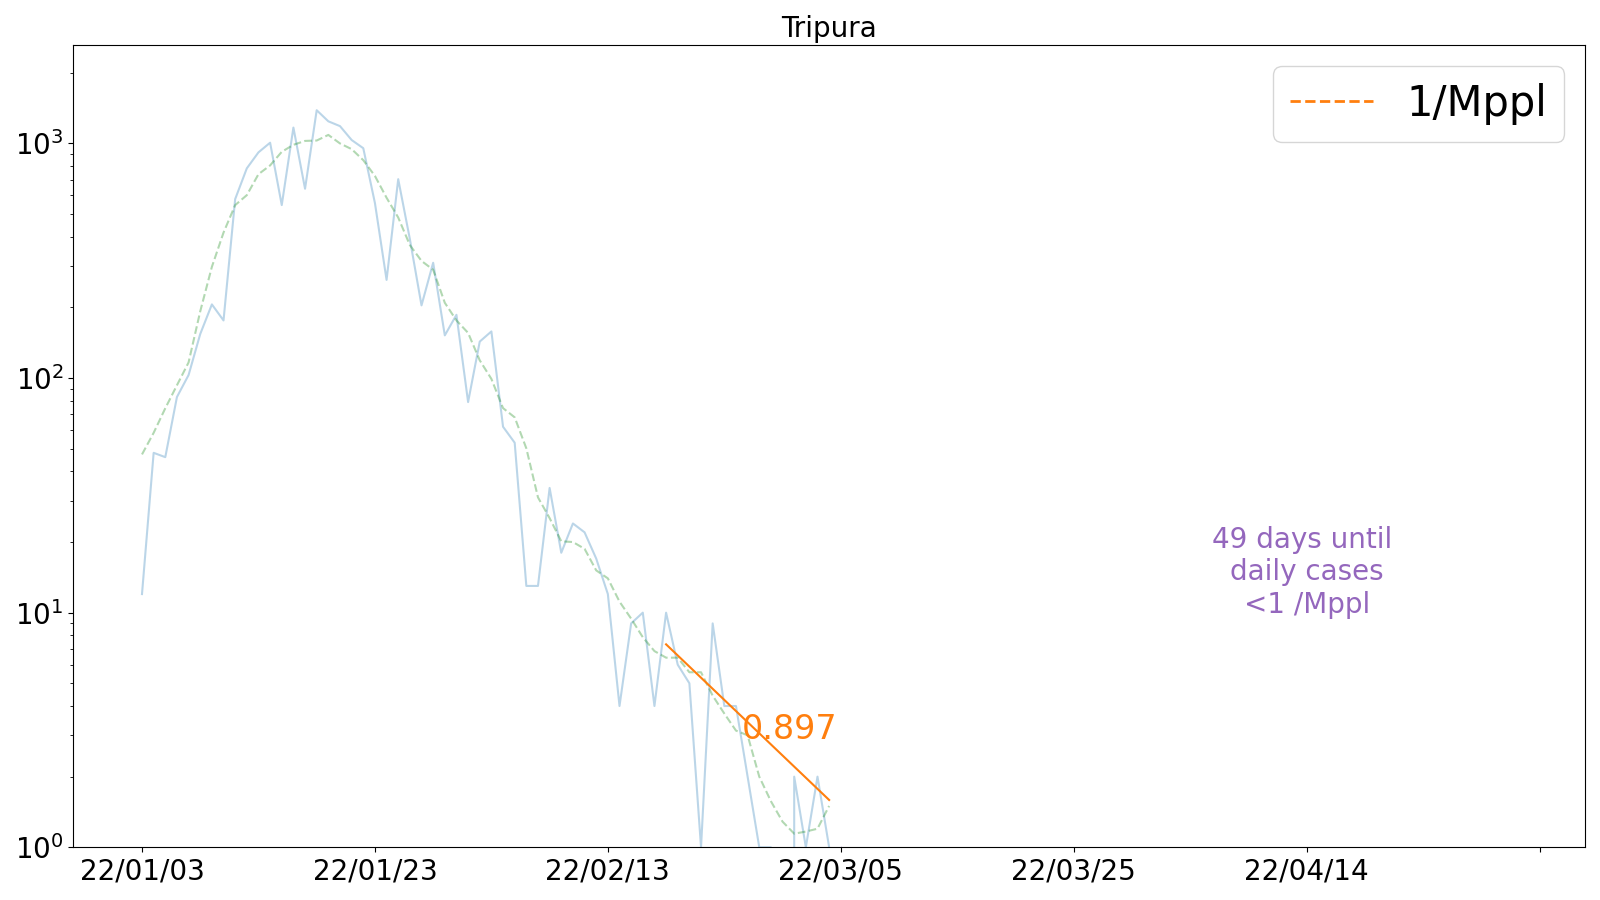 Tripura
1/Mppl
10³
10²
10¹
10⁰
49 days until
daily cases
<1 /Mppl
0.897
22/01/03 22/01/23 22/02/13 22/03/05 22/03/25 22/04/14